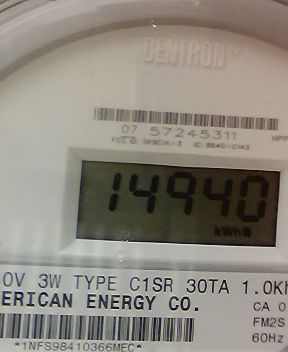 CENTRON®
07 57245311
14940
kWh
0V 3W TYPE C1SR 30TA 1.0Kh
ERICAN ENERGY CO.
CA 0
FM2S
60Hz
*1NFS98410366MEC*